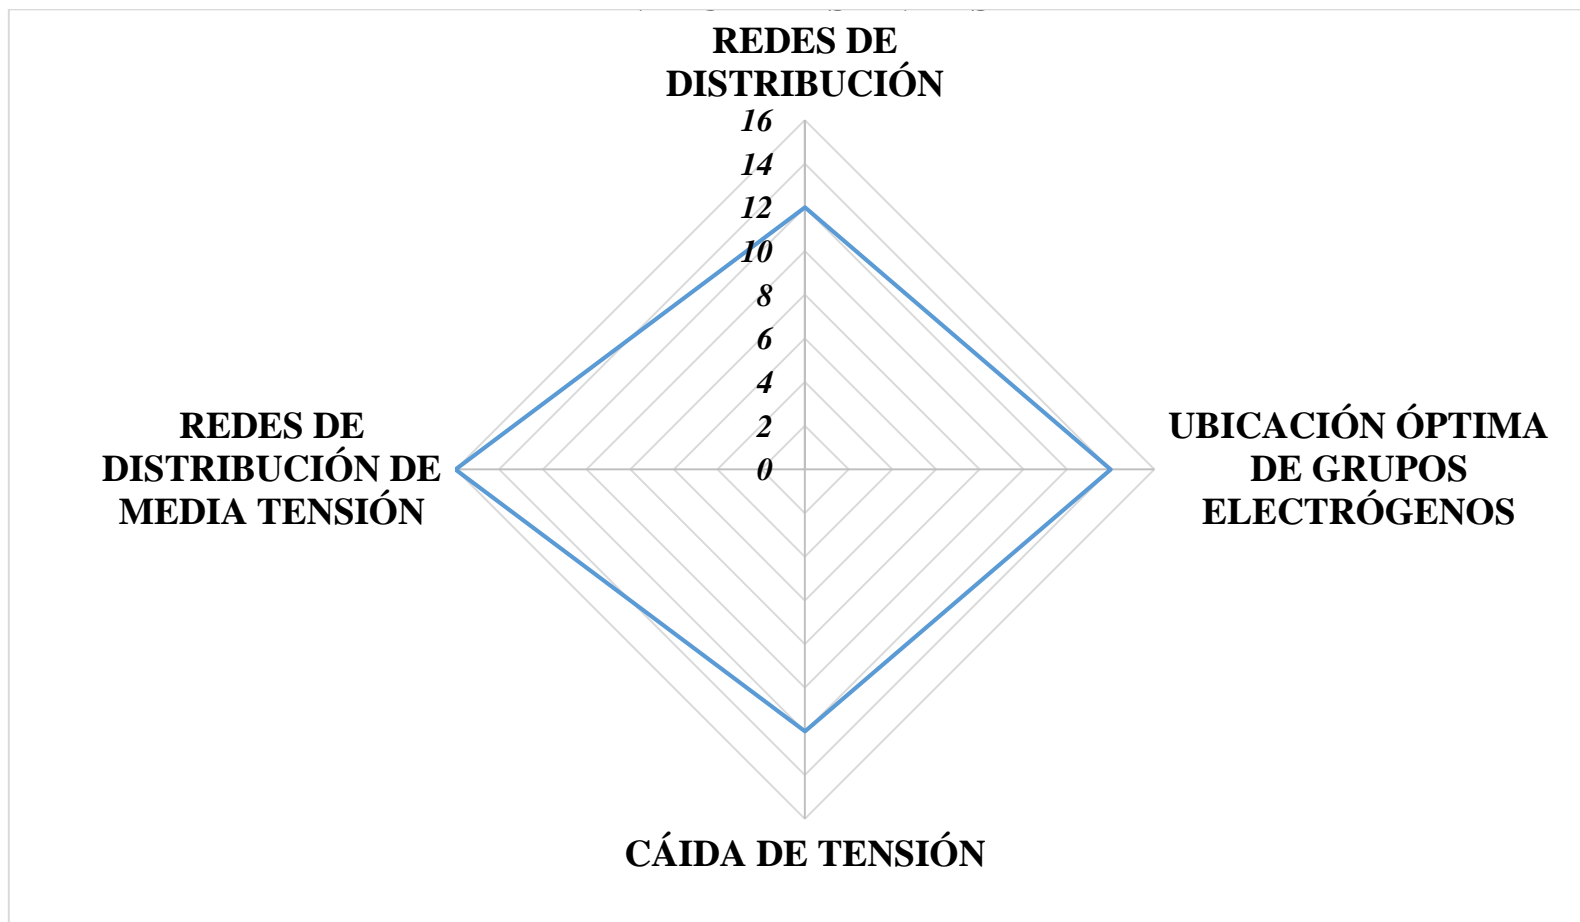 REDES DE
DISTRIBUCIÓN
16
14
12
10
8
6
4
2
0
REDES DE
DISTRIBUCIÓN DE
MEDIA TENSIÓN
UBICACIÓN ÓPTIMA
DE GRUPOS
ELECTRÓGENOS
CÁIDA DE TENSIÓN